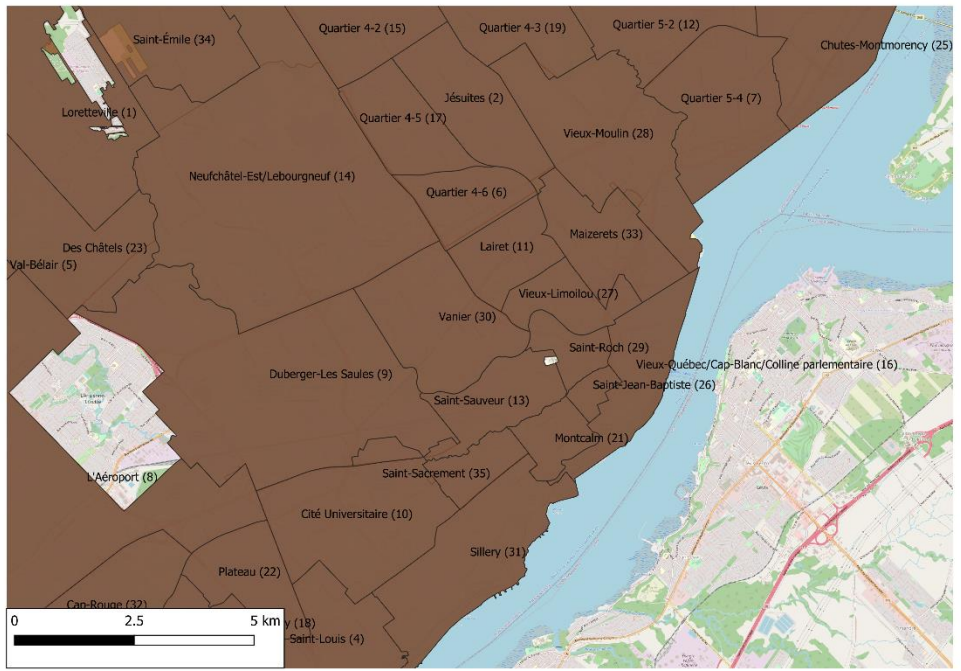 Quartier 4-2 (15)
Quartier 4-3 (19)
Quartier 5-2 (12)
Saint-Émile (34)
Chutes-Montmorency (25)
Jésuites (2)
Quartier 5-4 (7)
Loretteville (1)
Quartier 4-5 (17)
Vieux-Moulin (28)
Neufchâtel-Est/Lebourgneuf (14)
Quartier 4-6 (6)
Maizerets (33)
Des Châtels (23)
Lairet (11)
Val-Bélair (5)
Vieux-Limoilou (27)
Vanier (30)
Saint-Roch (29)
Vieux-Québec/Cap-Blanc/Colline parlementaire (16)
Duberger-Les Saules (9)
Saint-Jean-Baptiste (26)
Saint-Sauveur (13)
Montcalm (21)
L'Aéroport (8)
Saint-Sacrement (35)
Cité Universitaire (10)
Sillery (31)
Plateau (22)
Cap-Rouge (32)
0 2.5 5 km
y (18)
Saint-Louis (4)